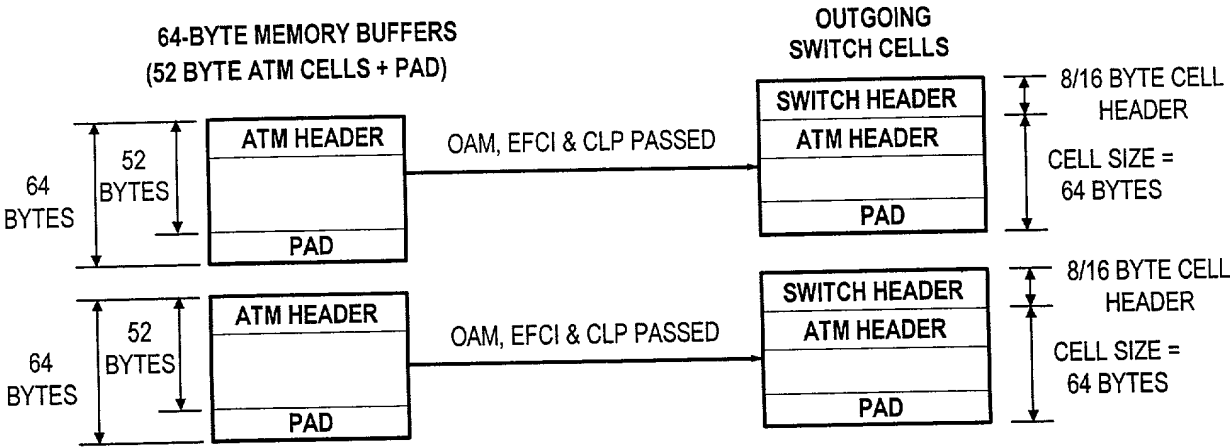 64-BYTE MEMORY BUFFERS
(52 BYTE ATM CELLS + PAD)
OUTGOING
SWITCH CELLS
64
BYTES
52
BYTES
ATM HEADER
PAD
OAM, EFCI & CLP PASSED
SWITCH HEADER
ATM HEADER
PAD
8/16 BYTE CELL
HEADER
CELL SIZE =
64 BYTES
64
BYTES
52
BYTES
ATM HEADER
PAD
OAM, EFCI & CLP PASSED
SWITCH HEADER
ATM HEADER
PAD
8/16 BYTE CELL
HEADER
CELL SIZE =
64 BYTES